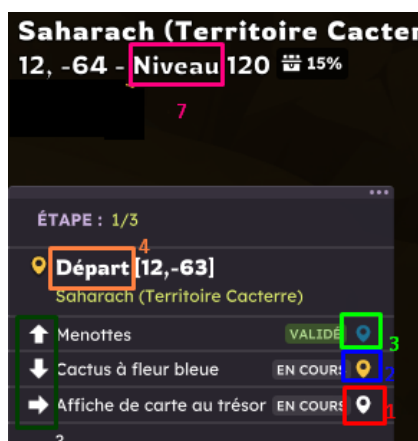 Saharach (Territoire Cacter
12, -64 - Niveau 120 15%
7
ÉTAPE : 1/3
4
Départ [12,-63]
Saharach (Territoire Cacterre)
Menottes VALIDÉ 3
Cactus à fleur bleue EN COURS 2
Affiche de carte au trésor EN COURS 1